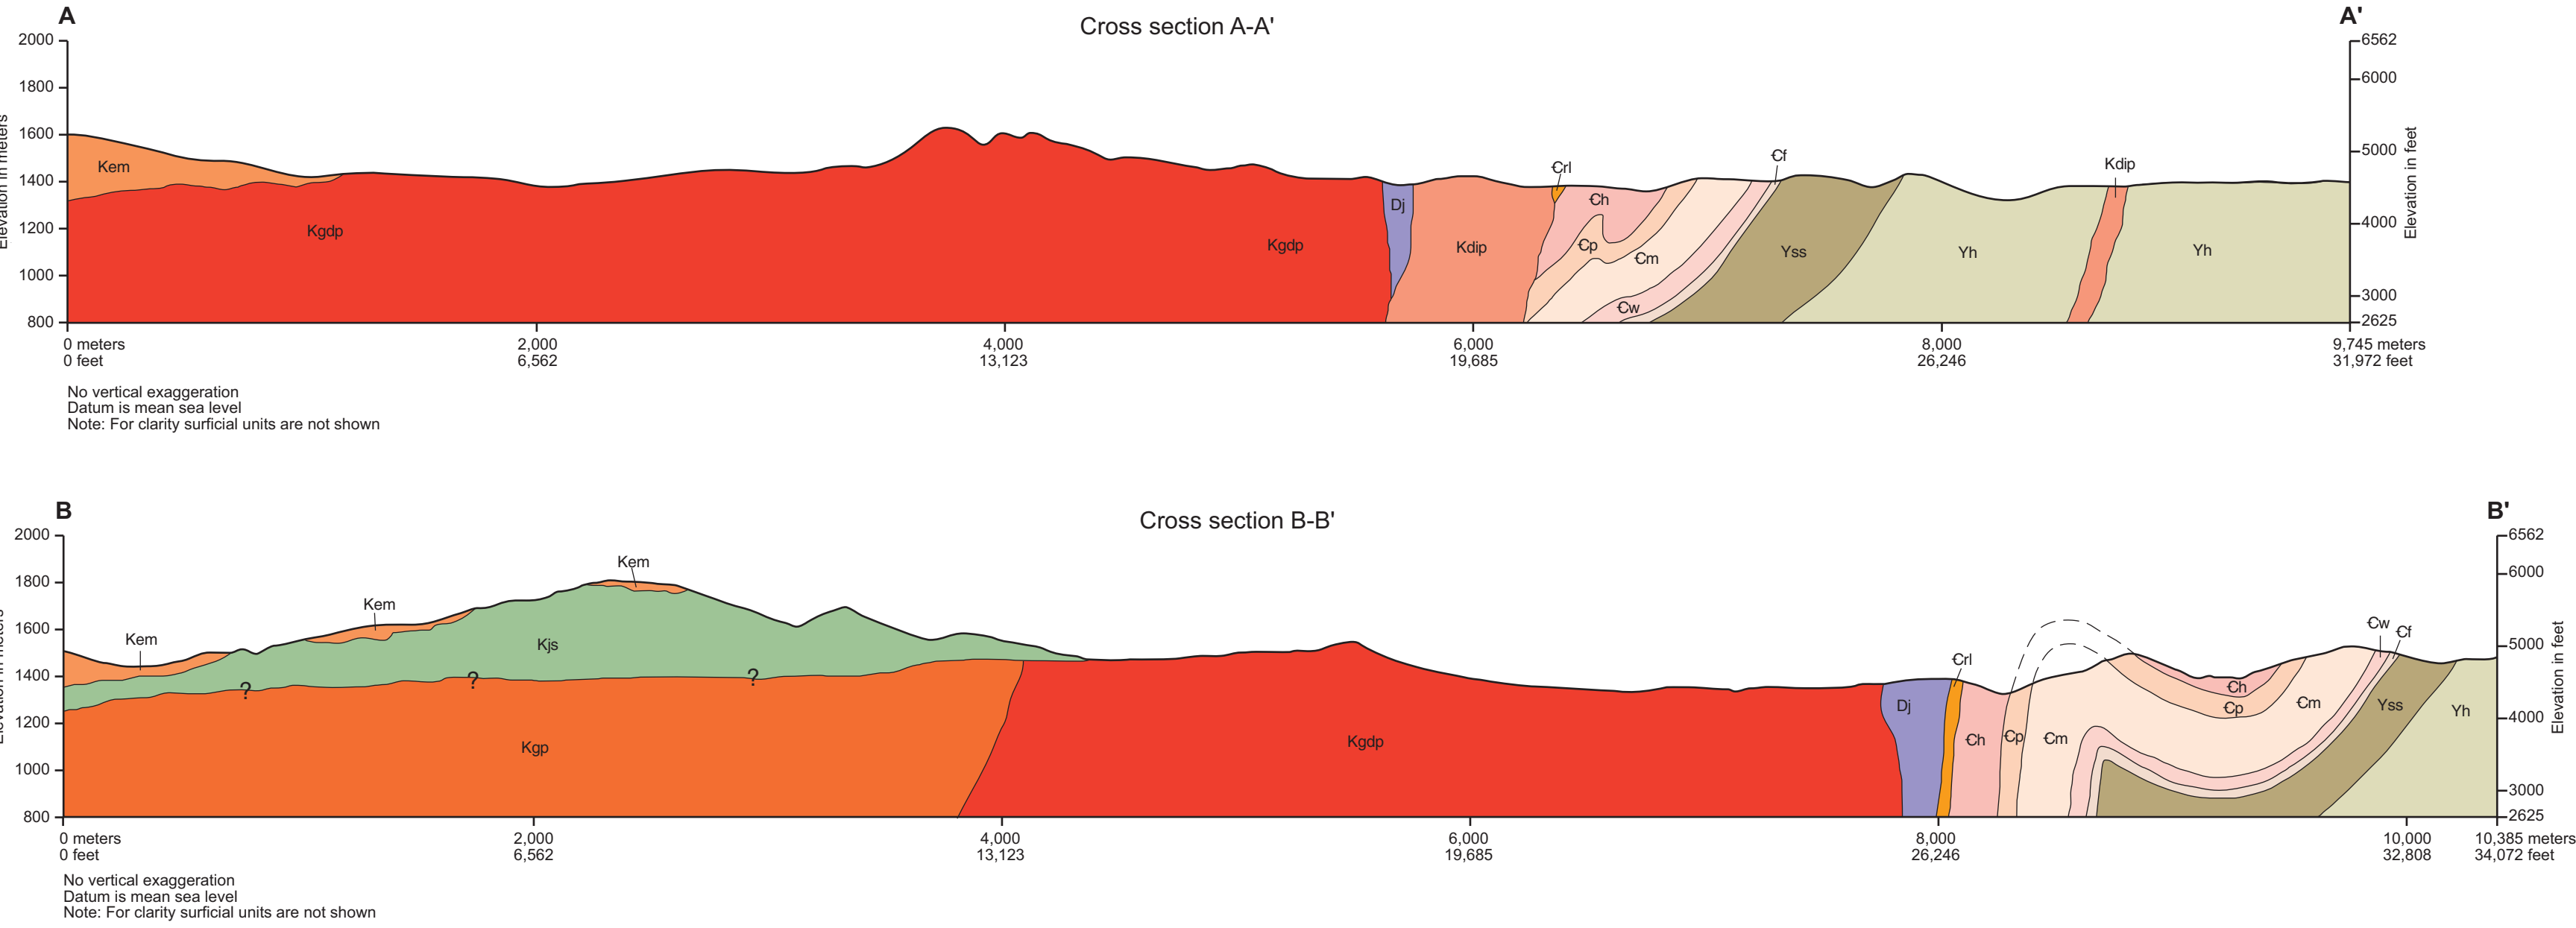 A
Cross section A-A'
A'
Elevation in meters
2000
1800
1600
1400
1200
1000
800
6562
6000
5000
4000
3000
2625
Elevation in feet
Kem
Kgdp
Kgdp
Dj
Kdip
Ꞓrl
Ꞓh
Ꞓp
Ꞓm
Ꞓw
Ꞓf
Yss
Yh
Kdip
Yh
0 meters 2,000 4,000 6,000 8,000 9,745 meters
0 feet 6,562 13,123 19,685 26,246 31,972 feet
No vertical exaggeration
Datum is mean sea level
Note: For clarity surficial units are not shown
B
Cross section B-B'
B'
Elevation in meters
2000
1800
1600
1400
1200
1000
800
6562
6000
5000
4000
3000
2625
Elevation in feet
Kem
Kem
Kem
Kjs
?
?
?
Kgp
Kgdp
Dj
Ꞓrl
Ꞓh
Ꞓp
Ꞓm
Ꞓh
Ꞓp
Ꞓm
Ꞓw
Ꞓf
Yss
Yh
0 meters 2,000 4,000 6,000 8,000 10,000 10,385 meters
0 feet 6,562 13,123 19,685 26,246 32,808 34,072 feet
No vertical exaggeration
Datum is mean sea level
Note: For clarity surficial units are not shown